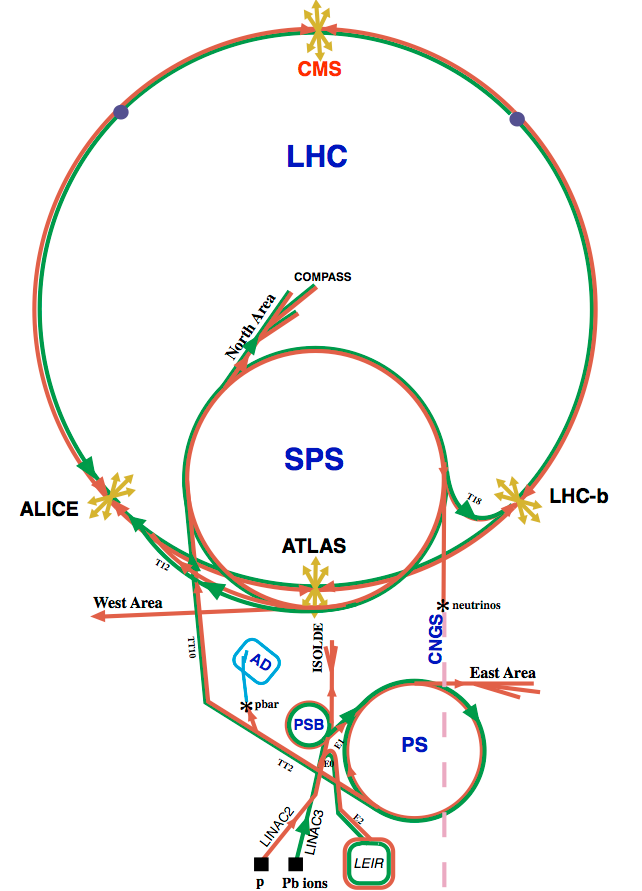 CMS
LHC
COMPASS
North Area
SPS
ALICE
T18
LHC-b
ATLAS
T12
West Area
neutrinos
CNGS
ISOLDE
TT10
AD
pbar
East Area
PSB
PS
E1
TT2
E0
E2
LINAC2
LINAC3
LEIR
p
Pb ions